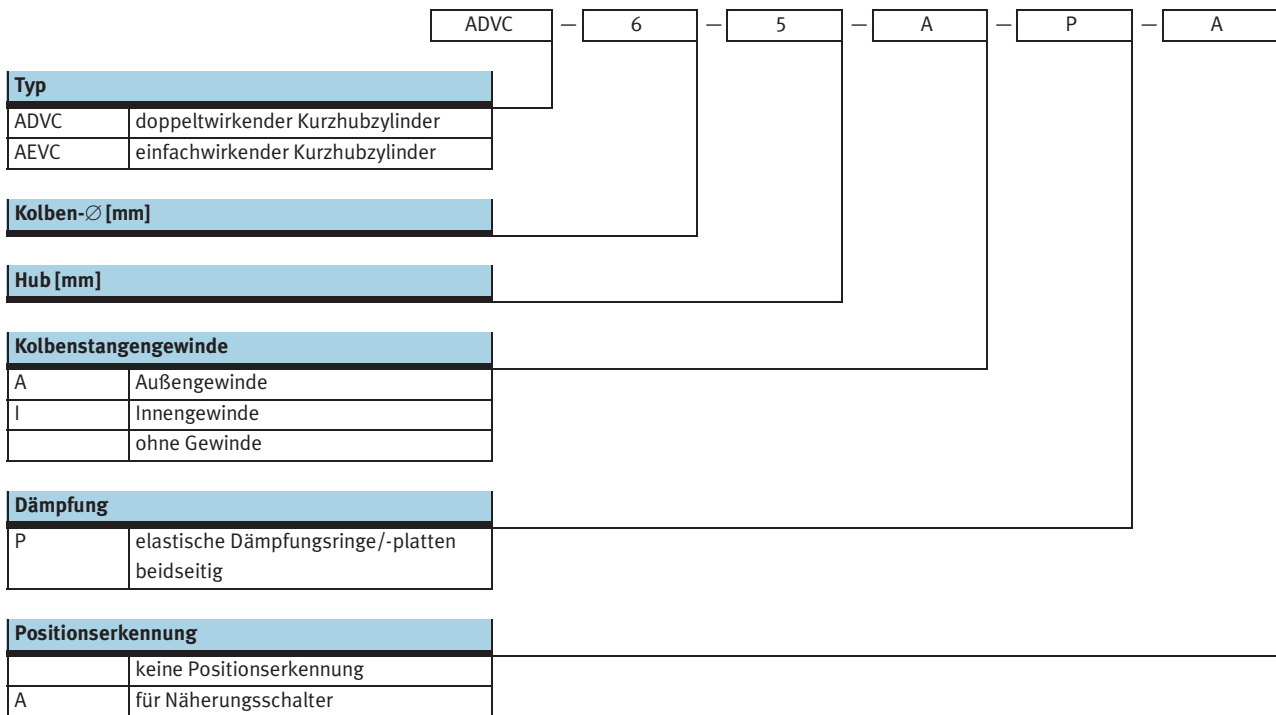 ADVC — 6 — 5 — A — P — A
Typ
ADVC doppeltwirkender Kurzhubzylinder
AEVC einfachwirkender Kurzhubzylinder
Kolben-∅ [mm]
Hub [mm]
Kolbenstangengewinde
A Außengewinde
I Innengewinde
ohne Gewinde
Dämpfung
P elastische Dämpfungsringe/-platten
beidseitig
Positionserkennung
keine Positionserkennung
A für Näherungsschalter